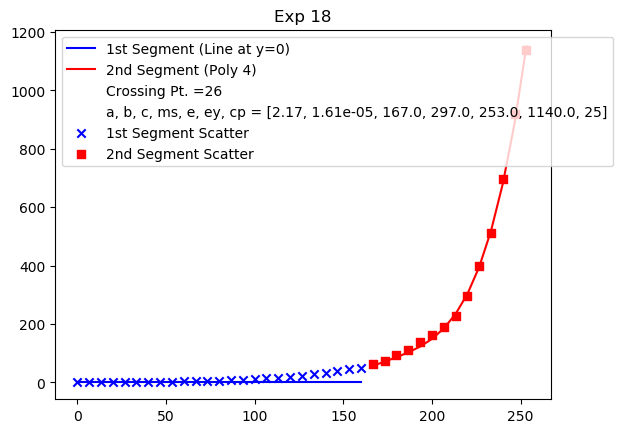 Exp 18
1st Segment (Line at y=0)
2nd Segment (Poly 4)
Crossing Pt. =26
a, b, c, ms, e, ey, cp = [2.17, 1.61e-05, 167.0, 297.0, 253.0, 1140.0, 25]
1st Segment Scatter
2nd Segment Scatter
1200
1000
800
600
400
200
0
0 50 100 150 200 250